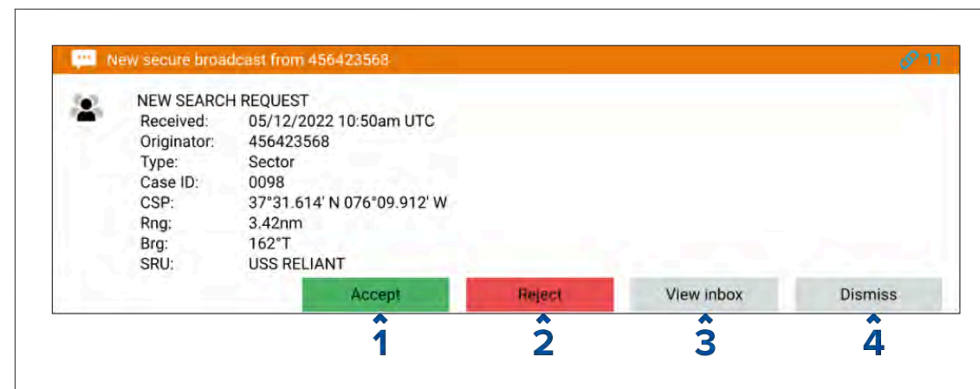 New secure broadcast from 456423568 11
NEW SEARCH REQUEST
Received: 05/12/2022 10:50am UTC
Originator: 456423568
Type: Sector
Case ID: 0098
CSP: 37°31.614' N 076°09.912' W
Rng: 3.42nm
Brg: 162°T
SRU: USS RELIANT
Accept Reject View inbox Dismiss
1 2 3 4